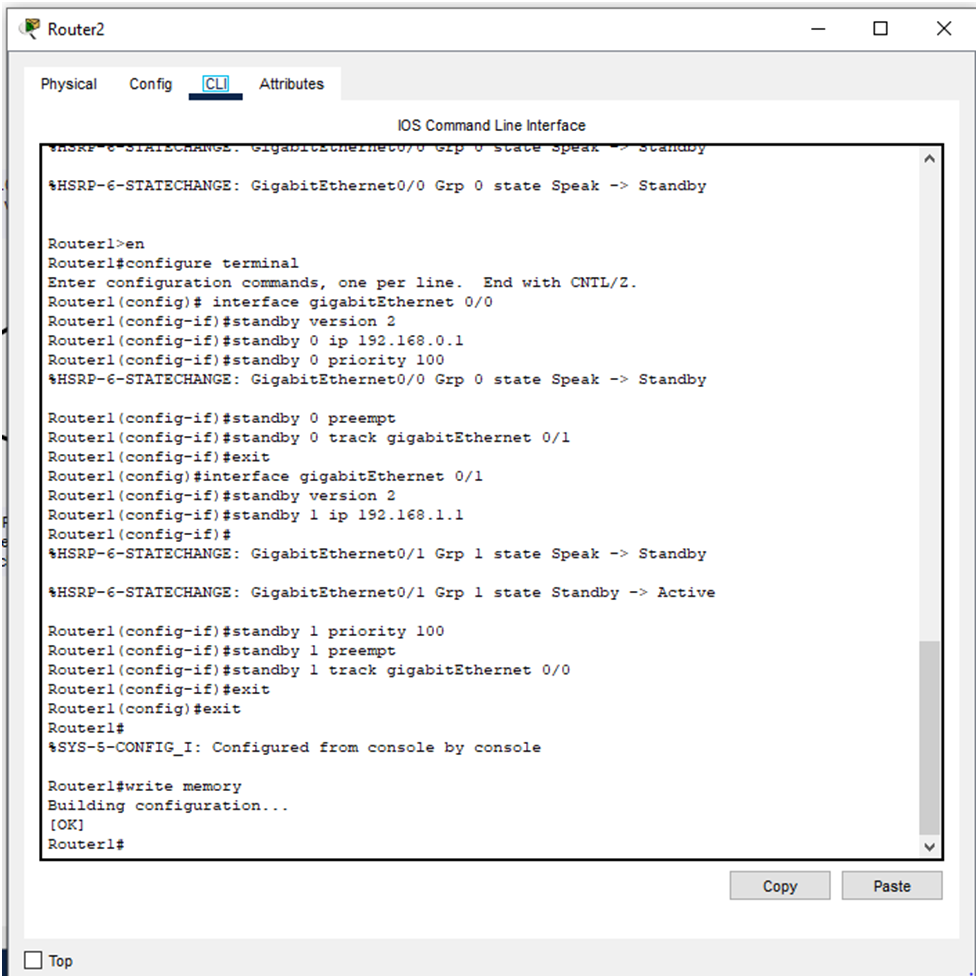 Router2
Physical Config CLI Attributes
IOS Command Line Interface
%HSRP-6-STATECHANGE: GigabitEthernet0/0 Grp 0 state Speak -> Standby
%HSRP-6-STATECHANGE: GigabitEthernet0/0 Grp 0 state Speak -> Standby
Router1>en
Router1#configure terminal
Enter configuration commands, one per line.  End with CNTL/Z.
Router1(config)# interface gigabitEthernet 0/0
Router1(config-if)#standby version 2
Router1(config-if)#standby 0 ip 192.168.0.1
Router1(config-if)#standby 0 priority 100
%HSRP-6-STATECHANGE: GigabitEthernet0/0 Grp 0 state Speak -> Standby
Router1(config-if)#standby 0 preempt
Router1(config-if)#standby 0 track gigabitEthernet 0/1
Router1(config-if)#exit
Router1(config)#interface gigabitEthernet 0/1
Router1(config-if)#standby version 2
Router1(config-if)#standby 1 ip 192.168.1.1
Router1(config-if)#
%HSRP-6-STATECHANGE: GigabitEthernet0/1 Grp 1 state Speak -> Standby
%HSRP-6-STATECHANGE: GigabitEthernet0/1 Grp 1 state Standby -> Active
Router1(config-if)#standby 1 priority 100
Router1(config-if)#standby 1 preempt
Router1(config-if)#standby 1 track gigabitEthernet 0/0
Router1(config-if)#exit
Router1(config)#exit
Router1#
%SYS-5-CONFIG_I: Configured from console by console
Router1#write memory
Building configuration...
[OK]
Router1#
Copy Paste
Top